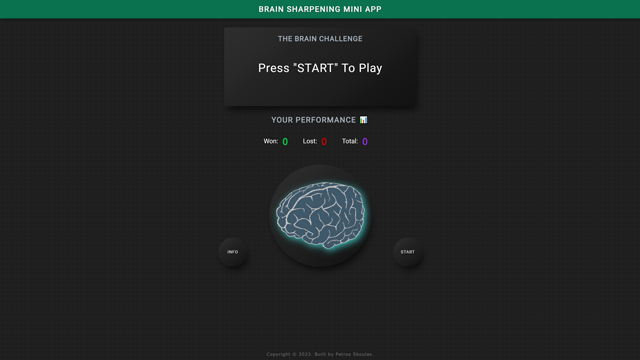 BRAIN SHARPENING MINI APP
THE BRAIN CHALLENGE
Press "START" To Play
YOUR PERFORMANCE
Won: 0 Lost: 0 Total: 0
INFO
START
Copyright © 2023. Built by Petros Skoulas